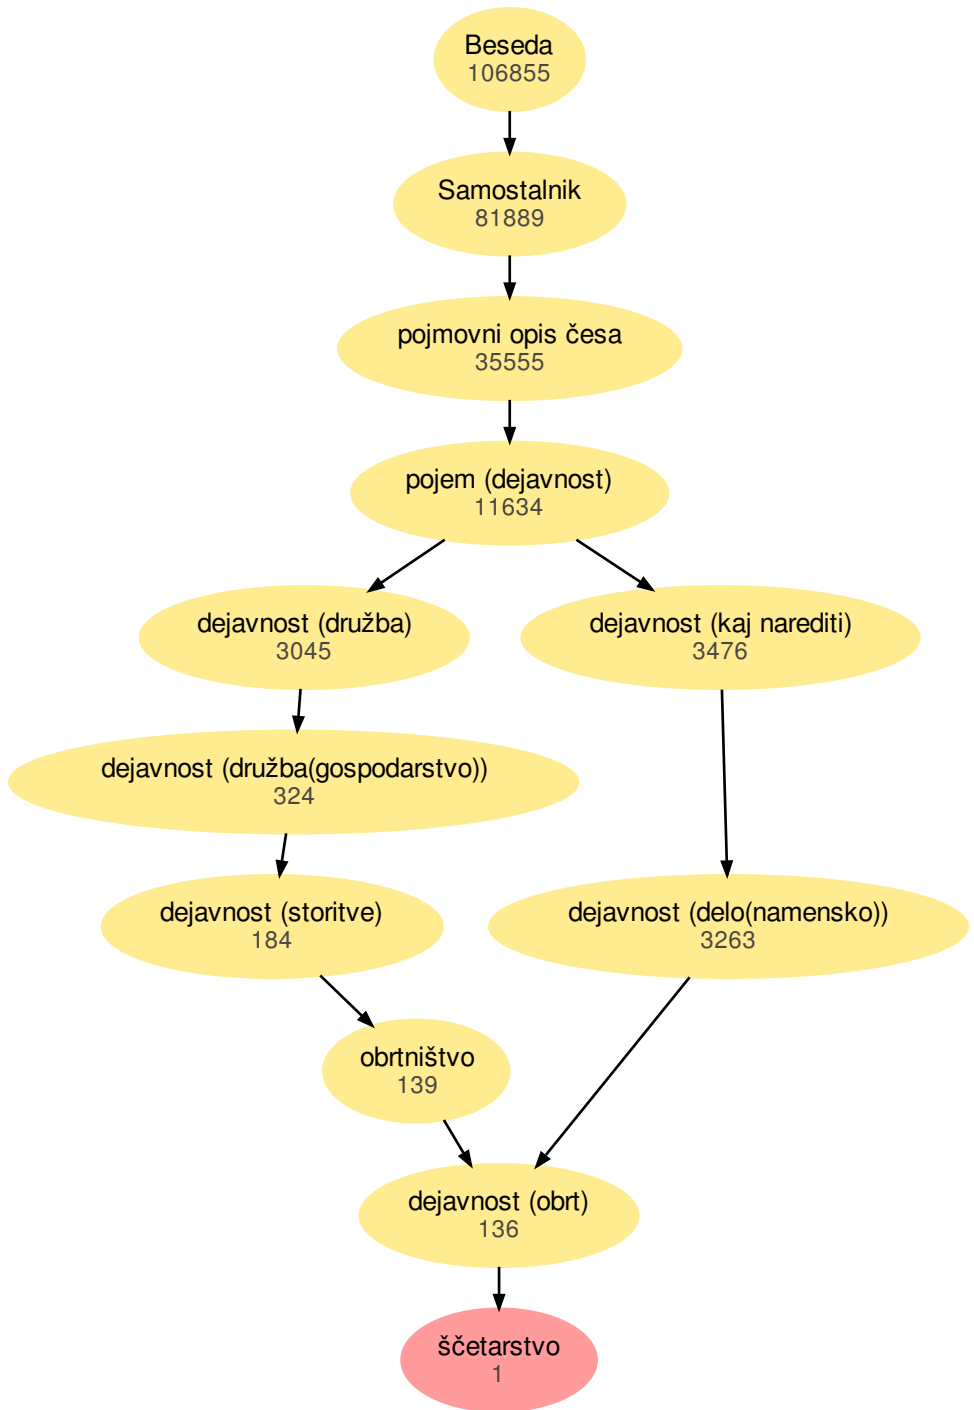 Beseda
106855
Samostalnik
81889
pojmovni opis česa
35555
pojem (dejavnost)
11634
dejavnost (družba)
3045
dejavnost (kaj narediti)
3476
dejavnost (družba(gospodarstvo))
324
dejavnost (storitve)
184
dejavnost (delo(namensko))
3263
obrtništvo
139
dejavnost (obrt)
136
ščetarstvo
1